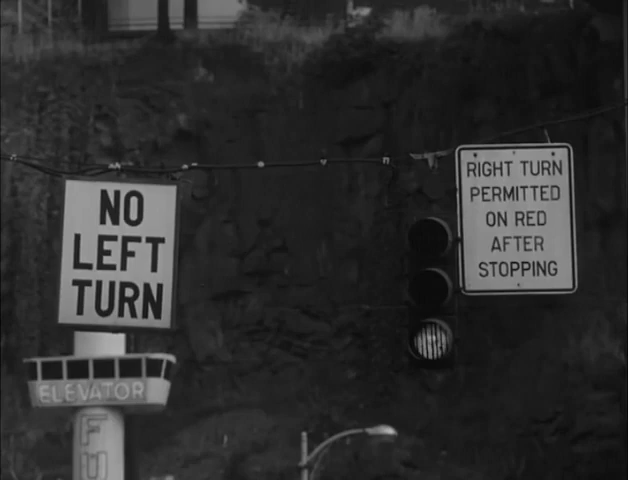 NO
LEFT
TURN
RIGHT TURN
PERMITTED
ON RED
AFTER
STOPPING
ELEVATOR
F
U